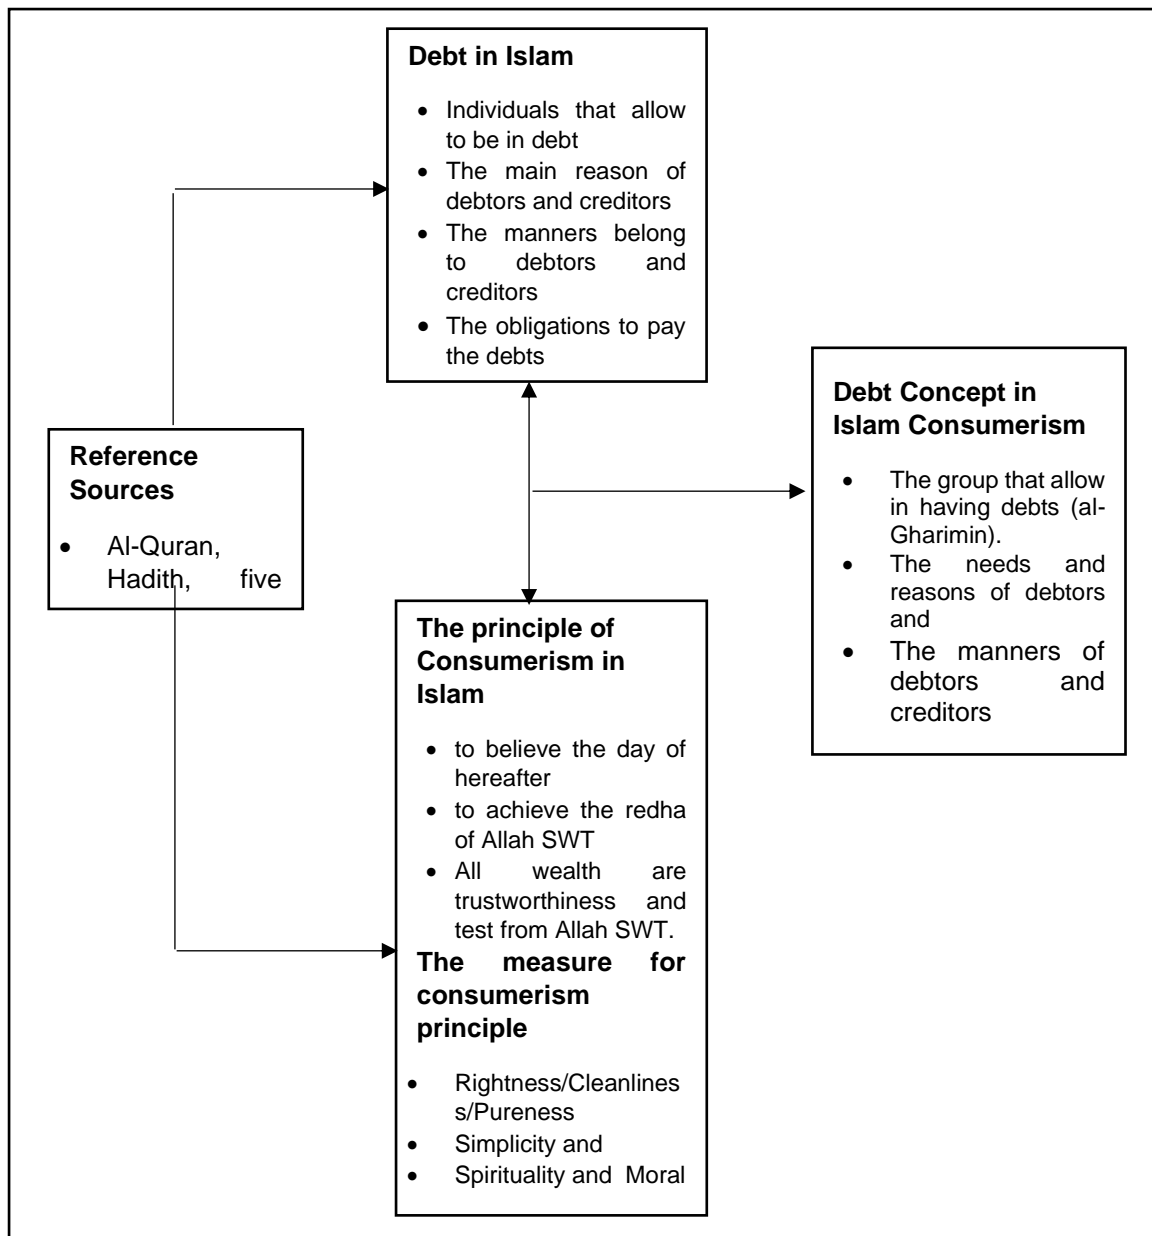 Debt in Islam
• Individuals that allow
to be in debt
• The main reason of
debtors and creditors
• The manners belong
to debtors and
creditors
• The obligations to pay
the debts
Reference
Sources
• Al-Quran,
Hadith, five
The principle of
Consumerism in
Islam
• to believe the day of
hereafter
• to achieve the redha
of Allah SWT
• All wealth are
trustworthiness and
test from Allah SWT.
The measure for
consumerism
principle
• Rightness/Cleanlines
s/Pureness
• Simplicity and
• Spirituality and Moral
Debt Concept in
Islam Consumerism
• The group that allow
in having debts (al-
Gharimin).
• The needs and
reasons of debtors
and
• The manners of
debtors and
creditors